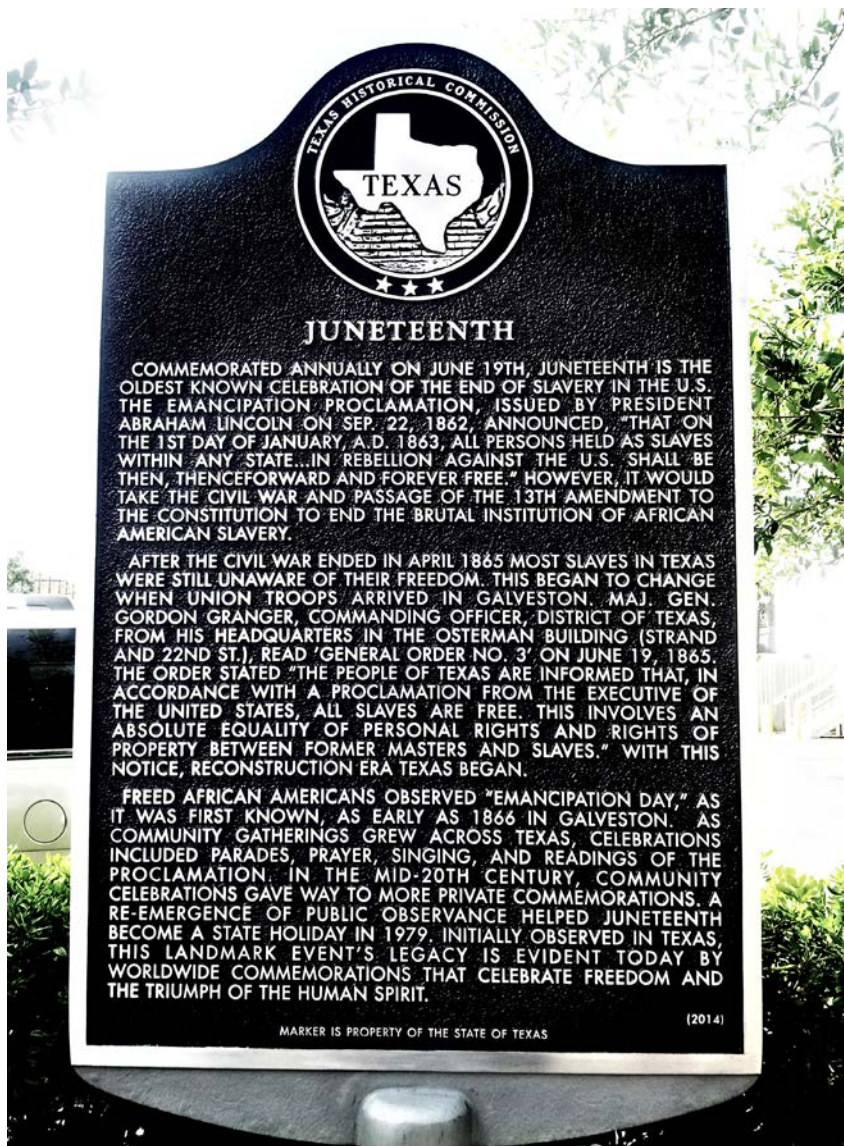 TEXAS HISTORICAL COMMISSION
TEXAS
JUNETEENTH
COMMEMORATED ANNUALLY ON JUNE 19TH, JUNETEENTH IS THE
OLDEST KNOWN CELEBRATION OF THE END OF SLAVERY IN THE U.S.
THE EMANCIPATION PROCLAMATION, ISSUED BY PRESIDENT
ABRAHAM LINCOLN ON SEP. 22, 1862, ANNOUNCED, "THAT ON
THE 1ST DAY OF JANUARY, A.D. 1863, ALL PERSONS HELD AS SLAVES
WITHIN ANY STATE...IN REBELLION AGAINST THE U.S. SHALL BE
THEN, THENCEFORWARD AND FOREVER FREE." HOWEVER, IT WOULD
TAKE THE CIVIL WAR AND PASSAGE OF THE 13TH AMENDMENT TO
THE CONSTITUTION TO END THE BRUTAL INSTITUTION OF AFRICAN
AMERICAN SLAVERY.
AFTER THE CIVIL WAR ENDED IN APRIL 1865 MOST SLAVES IN TEXAS
WERE STILL UNAWARE OF THEIR FREEDOM. THIS BEGAN TO CHANGE
WHEN UNION TROOPS ARRIVED IN GALVESTON. MAJ. GEN.
GORDON GRANGER, COMMANDING OFFICER, DISTRICT OF TEXAS,
FROM HIS HEADQUARTERS IN THE OSTERMAN BUILDING (STRAND
AND 22ND ST.), READ 'GENERAL ORDER NO. 3' ON JUNE 19, 1865.
THE ORDER STATED "THE PEOPLE OF TEXAS ARE INFORMED THAT, IN
ACCORDANCE WITH A PROCLAMATION FROM THE EXECUTIVE OF
THE UNITED STATES, ALL SLAVES ARE FREE. THIS INVOLVES AN
ABSOLUTE EQUALITY OF PERSONAL RIGHTS AND RIGHTS OF
PROPERTY BETWEEN FORMER MASTERS AND SLAVES." WITH THIS
NOTICE, RECONSTRUCTION ERA TEXAS BEGAN.
FREED AFRICAN AMERICANS OBSERVED "EMANCIPATION DAY," AS
IT WAS FIRST KNOWN, AS EARLY AS 1866 IN GALVESTON. AS
COMMUNITY GATHERINGS GREW ACROSS TEXAS, CELEBRATIONS
INCLUDED PARADES, PRAYER, SINGING, AND READINGS OF THE
PROCLAMATION. IN THE MID-20TH CENTURY, COMMUNITY
CELEBRATIONS GAVE WAY TO MORE PRIVATE COMMEMORATIONS. A
RE-EMERGENCE OF PUBLIC OBSERVANCE HELPED JUNETEENTH
BECOME A STATE HOLIDAY IN 1979. INITIALLY OBSERVED IN TEXAS,
THIS LANDMARK EVENT'S LEGACY IS EVIDENT TODAY BY
WORLDWIDE COMMEMORATIONS THAT CELEBRATE FREEDOM AND
THE TRIUMPH OF THE HUMAN SPIRIT.
(2014)
MARKER IS PROPERTY OF THE STATE OF TEXAS